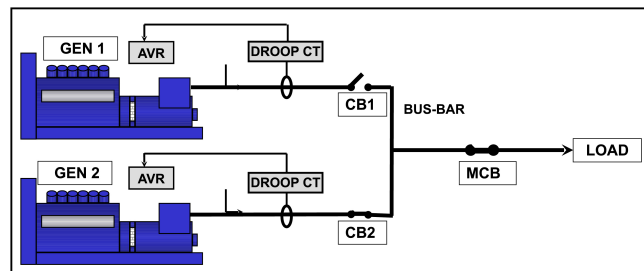 GEN 1
AVR
DROOP CT
CB1
BUS-BAR
MCB
LOAD
GEN 2
AVR
DROOP CT
CB2